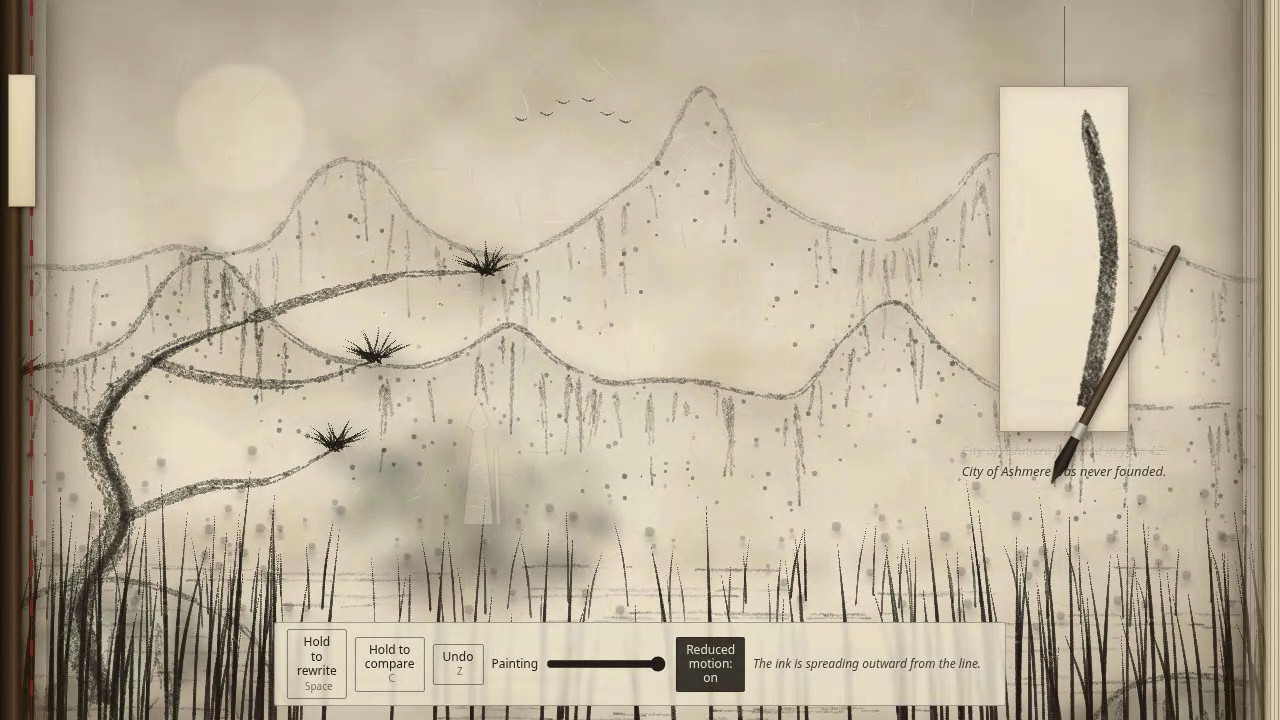 City of Ashmere was never founded.
Hold
to
rewrite
Space
Hold to
compare
C
Undo
Z
Painting
Reduced
motion:
on
The ink is spreading outward from the line.